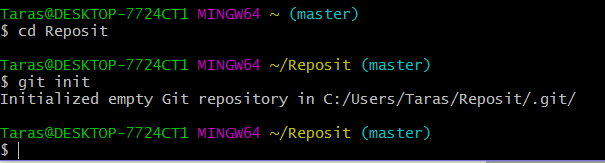 Taras@DESKTOP-7724CT1 MINGW64 ~ (master)
$ cd Reposit
Taras@DESKTOP-7724CT1 MINGW64 ~/Reposit (master)
$ git init
Initialized empty Git repository in C:/Users/Taras/Reposit/.git/
Taras@DESKTOP-7724CT1 MINGW64 ~/Reposit (master)
$